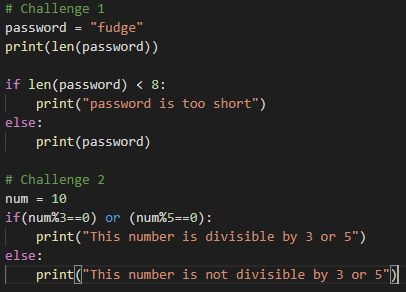 # Challenge 1
password = "fudge"
print(len(password))
if len(password) < 8:
    print("password is too short")
else:
    print(password)
# Challenge 2
num = 10
if(num%3==0) or (num%5==0):
    print("This number is divisible by 3 or 5")
else:
    print("This number is not divisible by 3 or 5")